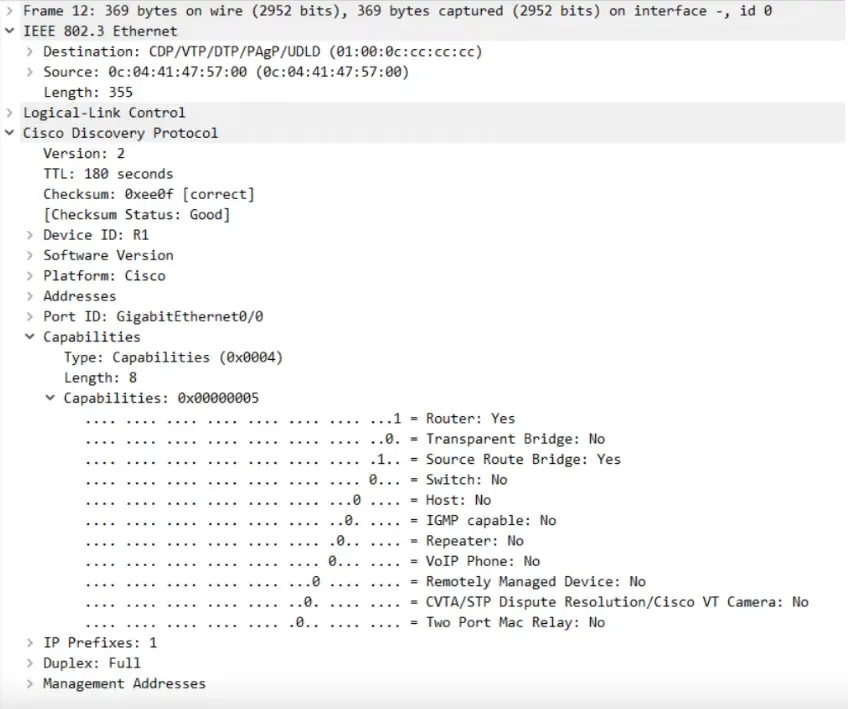 Frame 12: 369 bytes on wire (2952 bits), 369 bytes captured (2952 bits) on interface -, id 0
IEEE 802.3 Ethernet
Destination: CDP/VTP/DTP/PAgP/UDLD (01:00:0c:cc:cc:cc)
Source: 0c:04:41:47:57:00 (0c:04:41:47:57:00)
Length: 355
Logical-Link Control
Cisco Discovery Protocol
Version: 2
TTL: 180 seconds
Checksum: 0xee0f [correct]
[Checksum Status: Good]
Device ID: R1
Software Version
Platform: Cisco
Addresses
Port ID: GigabitEthernet0/0
Capabilities
Type: Capabilities (0x0004)
Length: 8
Capabilities: 0x00000005
.... .... .... .... .... .... .... ...1 = Router: Yes
.... .... .... .... .... .... .... ..0. = Transparent Bridge: No
.... .... .... .... .... .... .... .1.. = Source Route Bridge: Yes
.... .... .... .... .... .... .... 0... = Switch: No
.... .... .... .... .... .... ...0 .... = Host: No
.... .... .... .... .... .... ..0. .... = IGMP capable: No
.... .... .... .... .... .... .0.. .... = Repeater: No
.... .... .... .... .... .... 0... .... = VoIP Phone: No
.... .... .... .... .... ...0 .... .... = Remotely Managed Device: No
.... .... .... .... .... ..0. .... .... = CVTA/STP Dispute Resolution/Cisco VT Camera: No
.... .... .... .... .... .0.. .... .... = Two Port Mac Relay: No
IP Prefixes: 1
Duplex: Full
Management Addresses